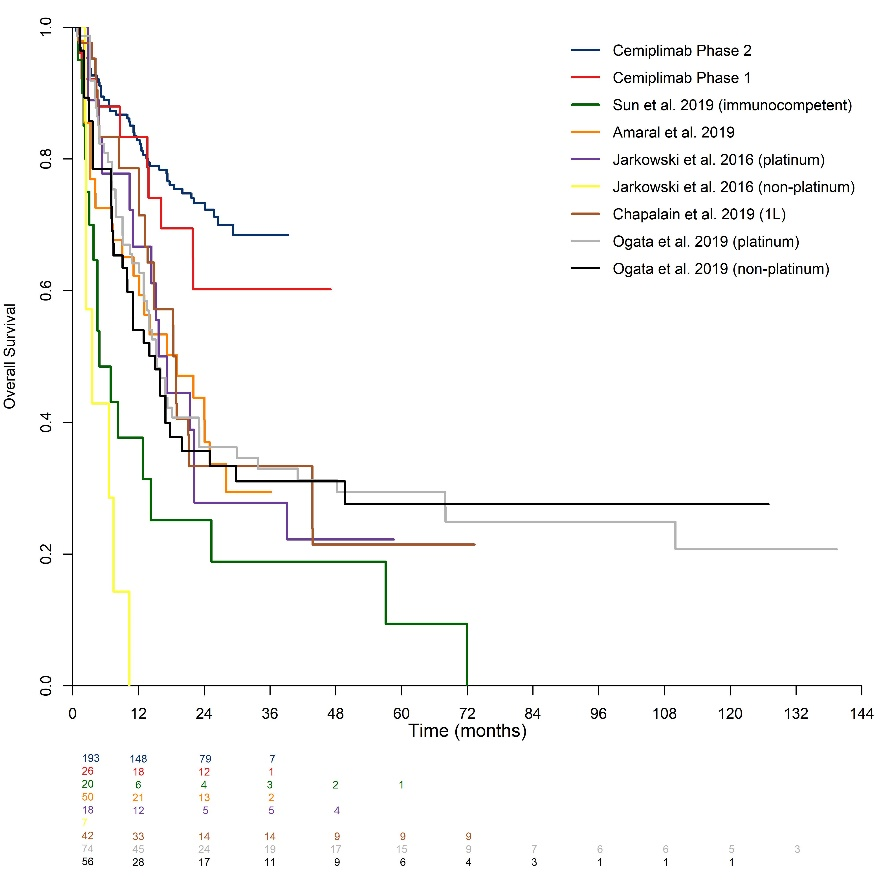 Cemiplimab Phase 2
Cemiplimab Phase 1
Sun et al. 2019 (immunocompetent)
Amaral et al. 2019
Jarkowski et al. 2016 (platinum)
Jarkowski et al. 2016 (non-platinum)
Chapalain et al. 2019 (1L)
Ogata et al. 2019 (platinum)
Ogata et al. 2019 (non-platinum)
Overall Survival
1.0
0.8
0.6
0.4
0.2
0.0
0 12 24 36 48 60 72 84 96 108 120 132 144
Time (months)
193 148 79 7
26 18 12 1
20 6 4 3 2 1
50 21 13 2
18 12 5 5 4
7
42 33 14 14 9 9 9
74 45 24 19 17 15 9 7 6 6 5 3
56 28 17 11 9 6 4 3 1 1 1